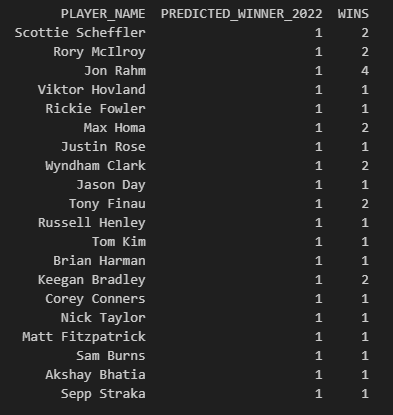 PLAYER_NAME PREDICTED_WINNER_2022 WINS
Scottie Scheffler 1 2
Rory McIlroy 1 2
Jon Rahm 1 4
Viktor Hovland 1 1
Rickie Fowler 1 1
Max Homa 1 2
Justin Rose 1 1
Wyndham Clark 1 2
Jason Day 1 1
Tony Finau 1 2
Russell Henley 1 1
Tom Kim 1 1
Brian Harman 1 1
Keegan Bradley 1 2
Corey Conners 1 1
Nick Taylor 1 1
Matt Fitzpatrick 1 1
Sam Burns 1 1
Akshay Bhatia 1 1
Sepp Straka 1 1